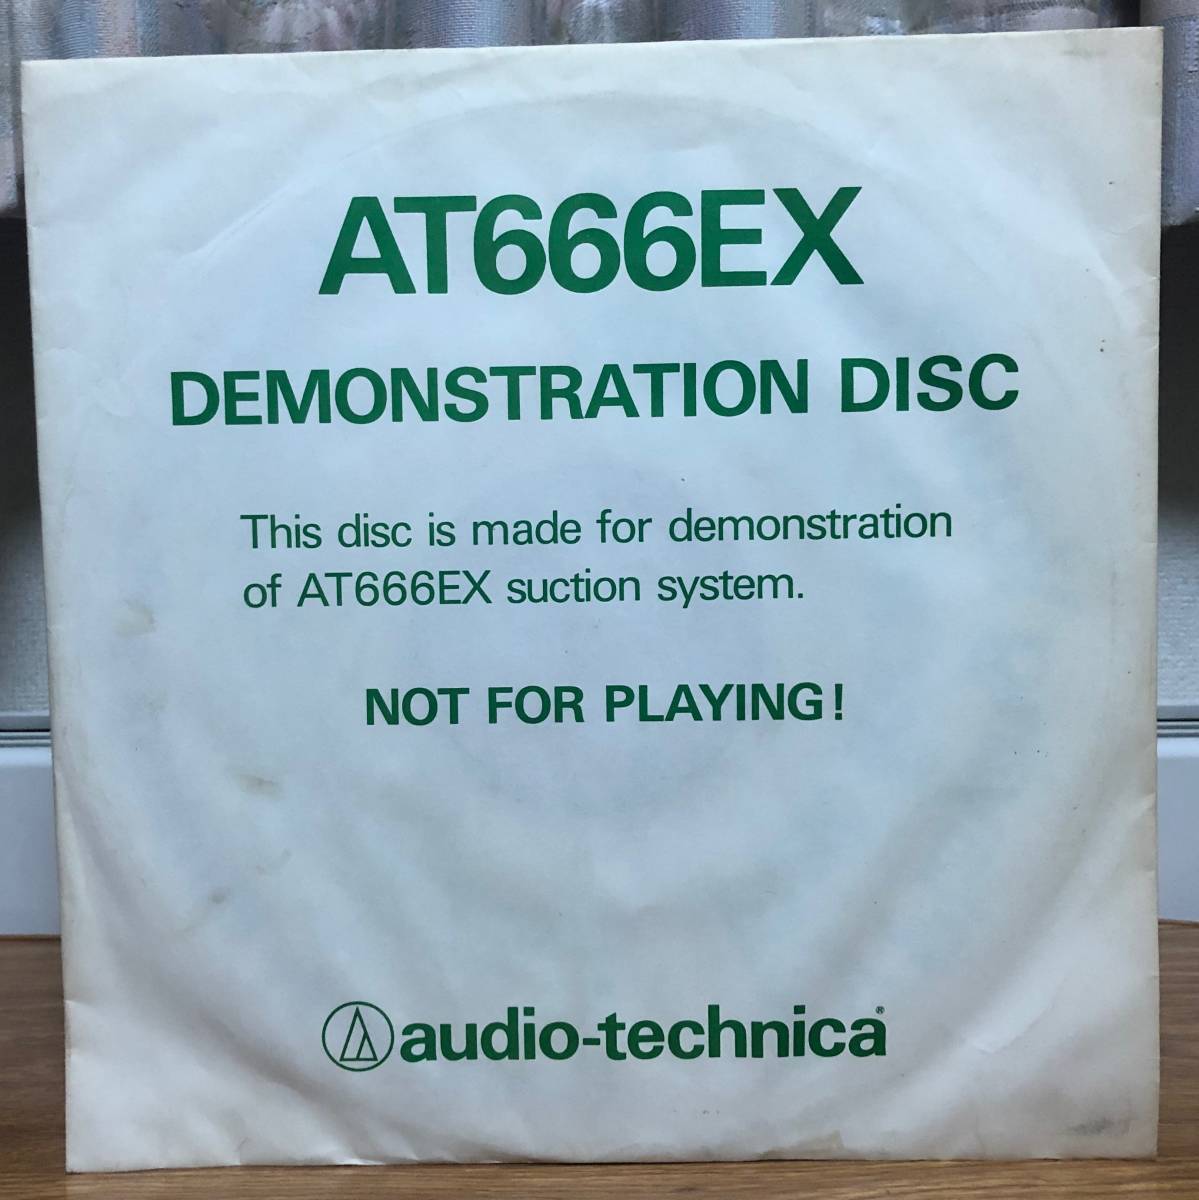 AT666EX
DEMONSTRATION DISC
This disc is made for demonstration
of AT666EX suction system.
NOT FOR PLAYING!
audio-technica®